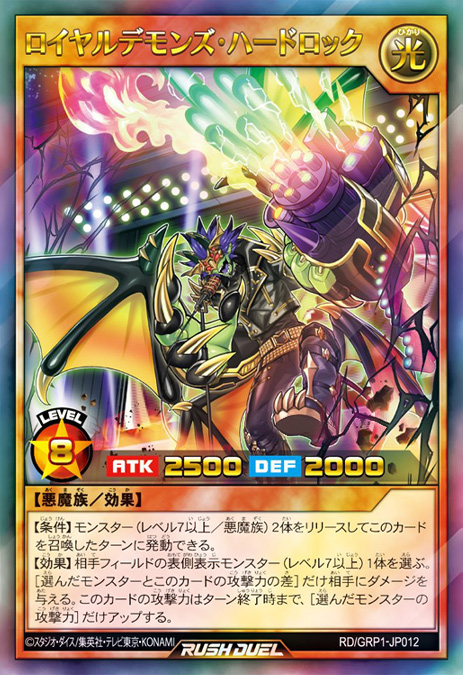 ロイヤルデモンズ・ハードロック
ひかり
光
LEVEL
8
ATK 2500 DEF 2000
【悪魔族／効果】
【条件】モンスター（レベル7以上／悪魔族）2体をリリースしてこのカード
を召喚したターンに発動できる。
【効果】相手フィールドの表側表示モンスター（レベル7以上）1体を選ぶ。
［選んだモンスターとこのカードの攻撃力の差］だけ相手にダメージを
与える。このカードの攻撃力はターン終了時まで、［選んだモンスターの
攻撃力］だけアップする。
©スタジオ・ダイス/集英社・テレビ東京・KONAMI
RUSH DUEL
RD/GRP1-JP012